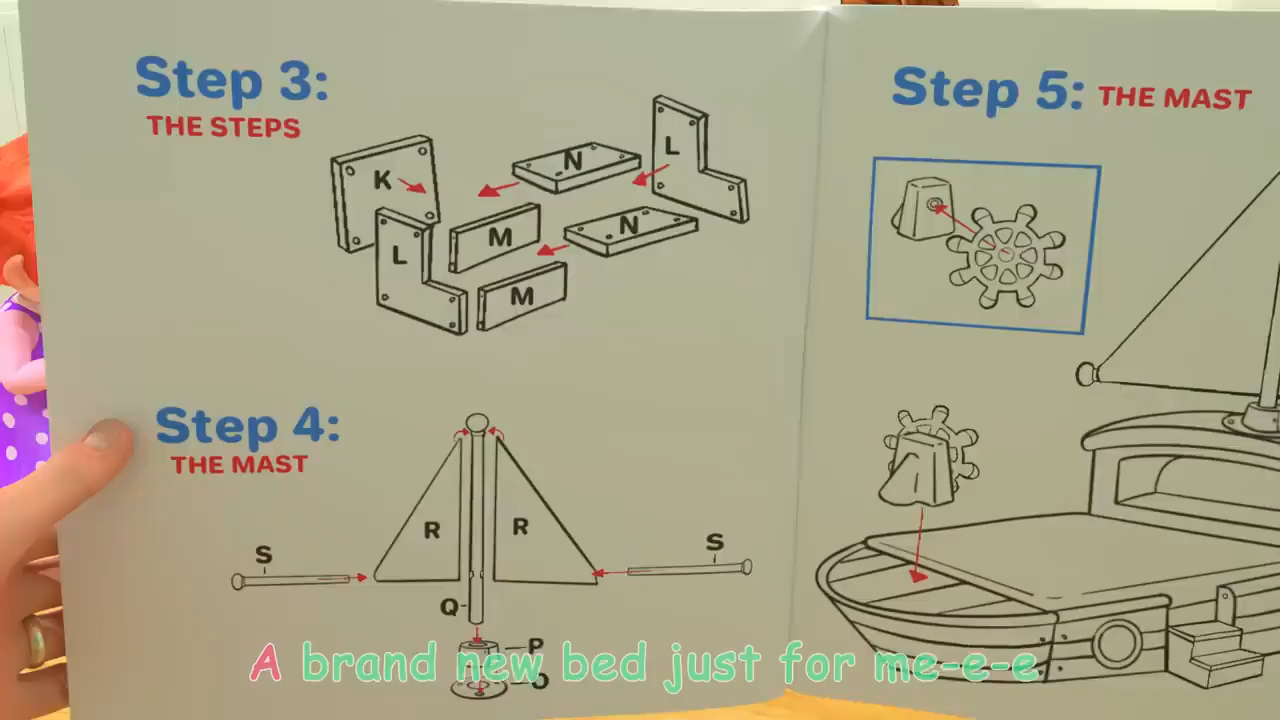 Step 3:
THE STEPS
K
N
L
L
M
N
M
Step 4:
THE MAST
R
R
S
S
Q
P
O
Step 5: THE MAST
A brand new bed just for me-e-e